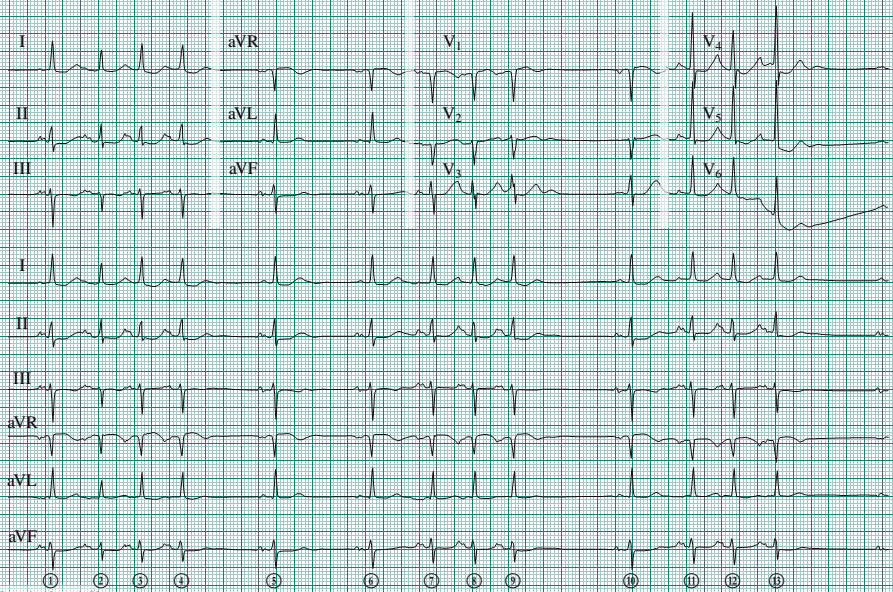 I aVR V1 V4
II aVL V2 V5
III aVF V3 V6
I
II
III
aVR
aVL
aVF
① ② ③ ④ ⑤ ⑥ ⑦ ⑧ ⑨ ⑩ ⑪ ⑫ ⑬